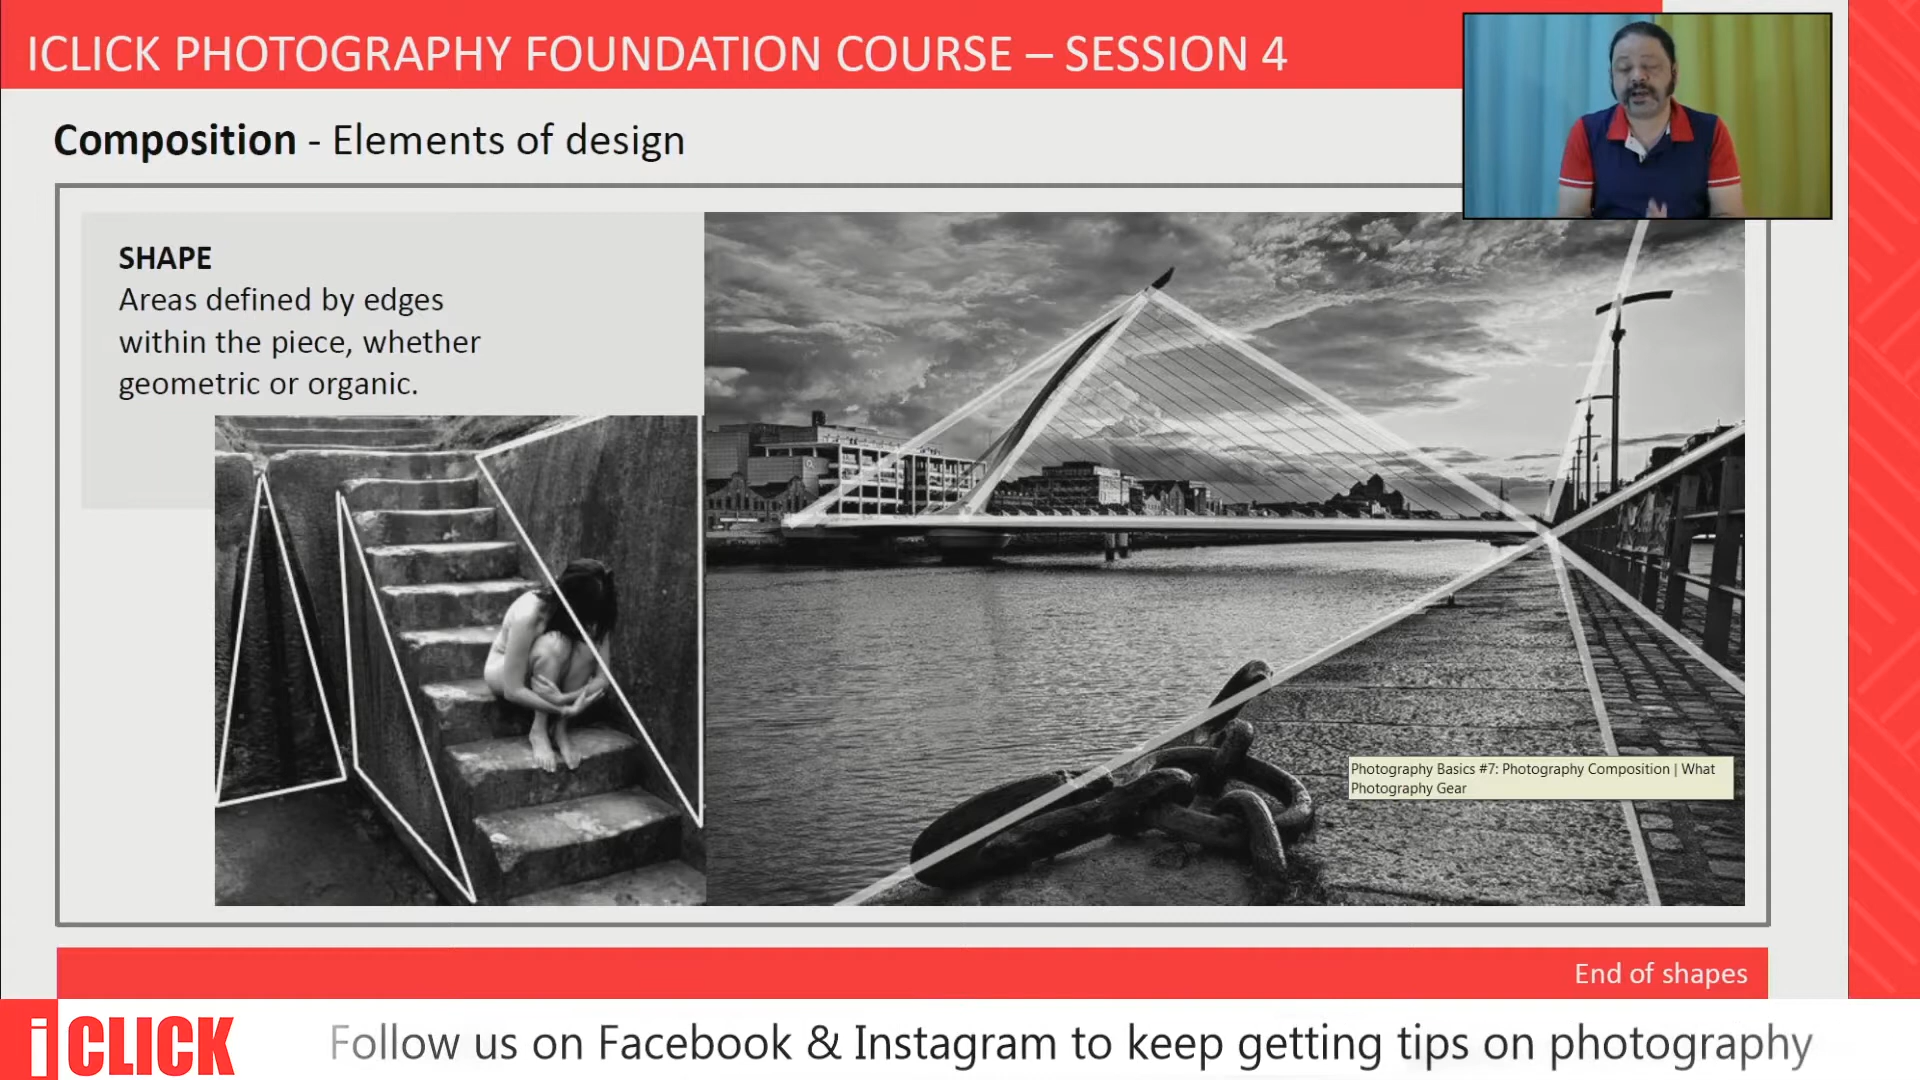 ICLICK PHOTOGRAPHY FOUNDATION COURSE – SESSION 4
Composition - Elements of design
SHAPE
Areas defined by edges
within the piece, whether
geometric or organic.
Photography Basics #7: Photography Composition | What
Photography Gear
End of shapes
iCLICK
Follow us on Facebook & Instagram to keep getting tips on photography